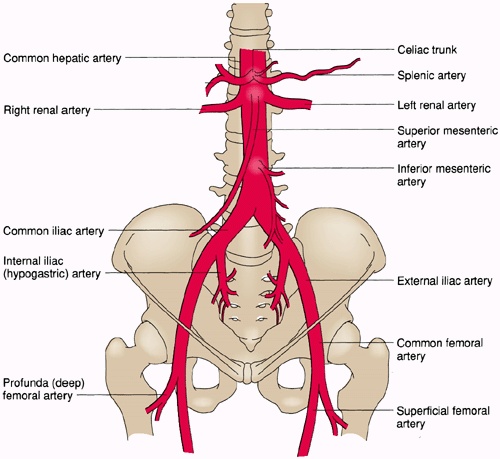 Common hepatic artery
Right renal artery
Common iliac artery
Internal iliac
(hypogastric) artery
Profunda (deep)
femoral artery
Celiac trunk
Splenic artery
Left renal artery
Superior mesenteric
artery
Inferior mesenteric
artery
External iliac artery
Common femoral
artery
Superficial femoral
artery